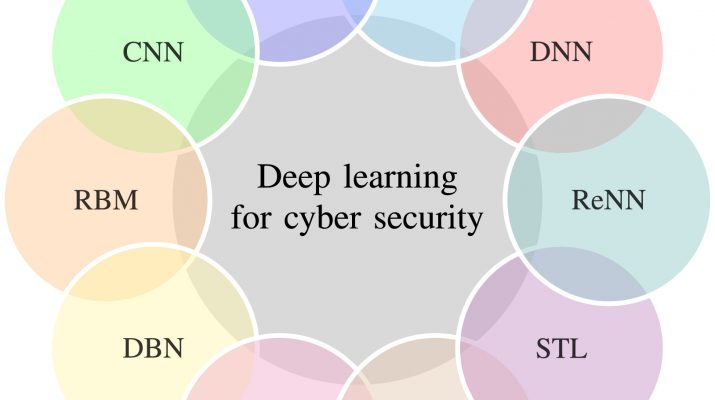 CNN
DNN
Deep learning
for cyber security
RBM
ReNN
DBN
STL